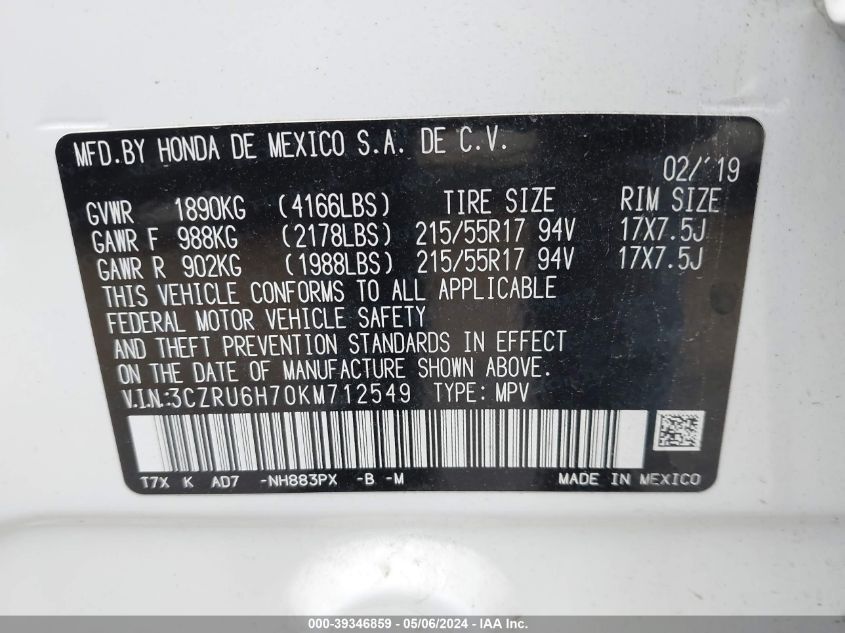 MFD.BY HONDA DE MEXICO S.A. DE C.V.
02/'19
GVWR 1890KG (4166LBS) TIRE SIZE RIM SIZE
GAWR F 988KG (2178LBS) 215/55R17 94V 17X7.5J
GAWR R 902KG (1988LBS) 215/55R17 94V 17X7.5J
THIS VEHICLE CONFORMS TO ALL APPLICABLE
FEDERAL MOTOR VEHICLE SAFETY
AND THEFT PREVENTION STANDARDS IN EFFECT
ON THE DATE OF MANUFACTURE SHOWN ABOVE.
V.I.N.:3CZRU6H70KM712549 TYPE: MPV
T7X K AD7 -NH883PX -B -M MADE IN MEXICO
000-39346859 - 05/06/2024 - IAA Inc.